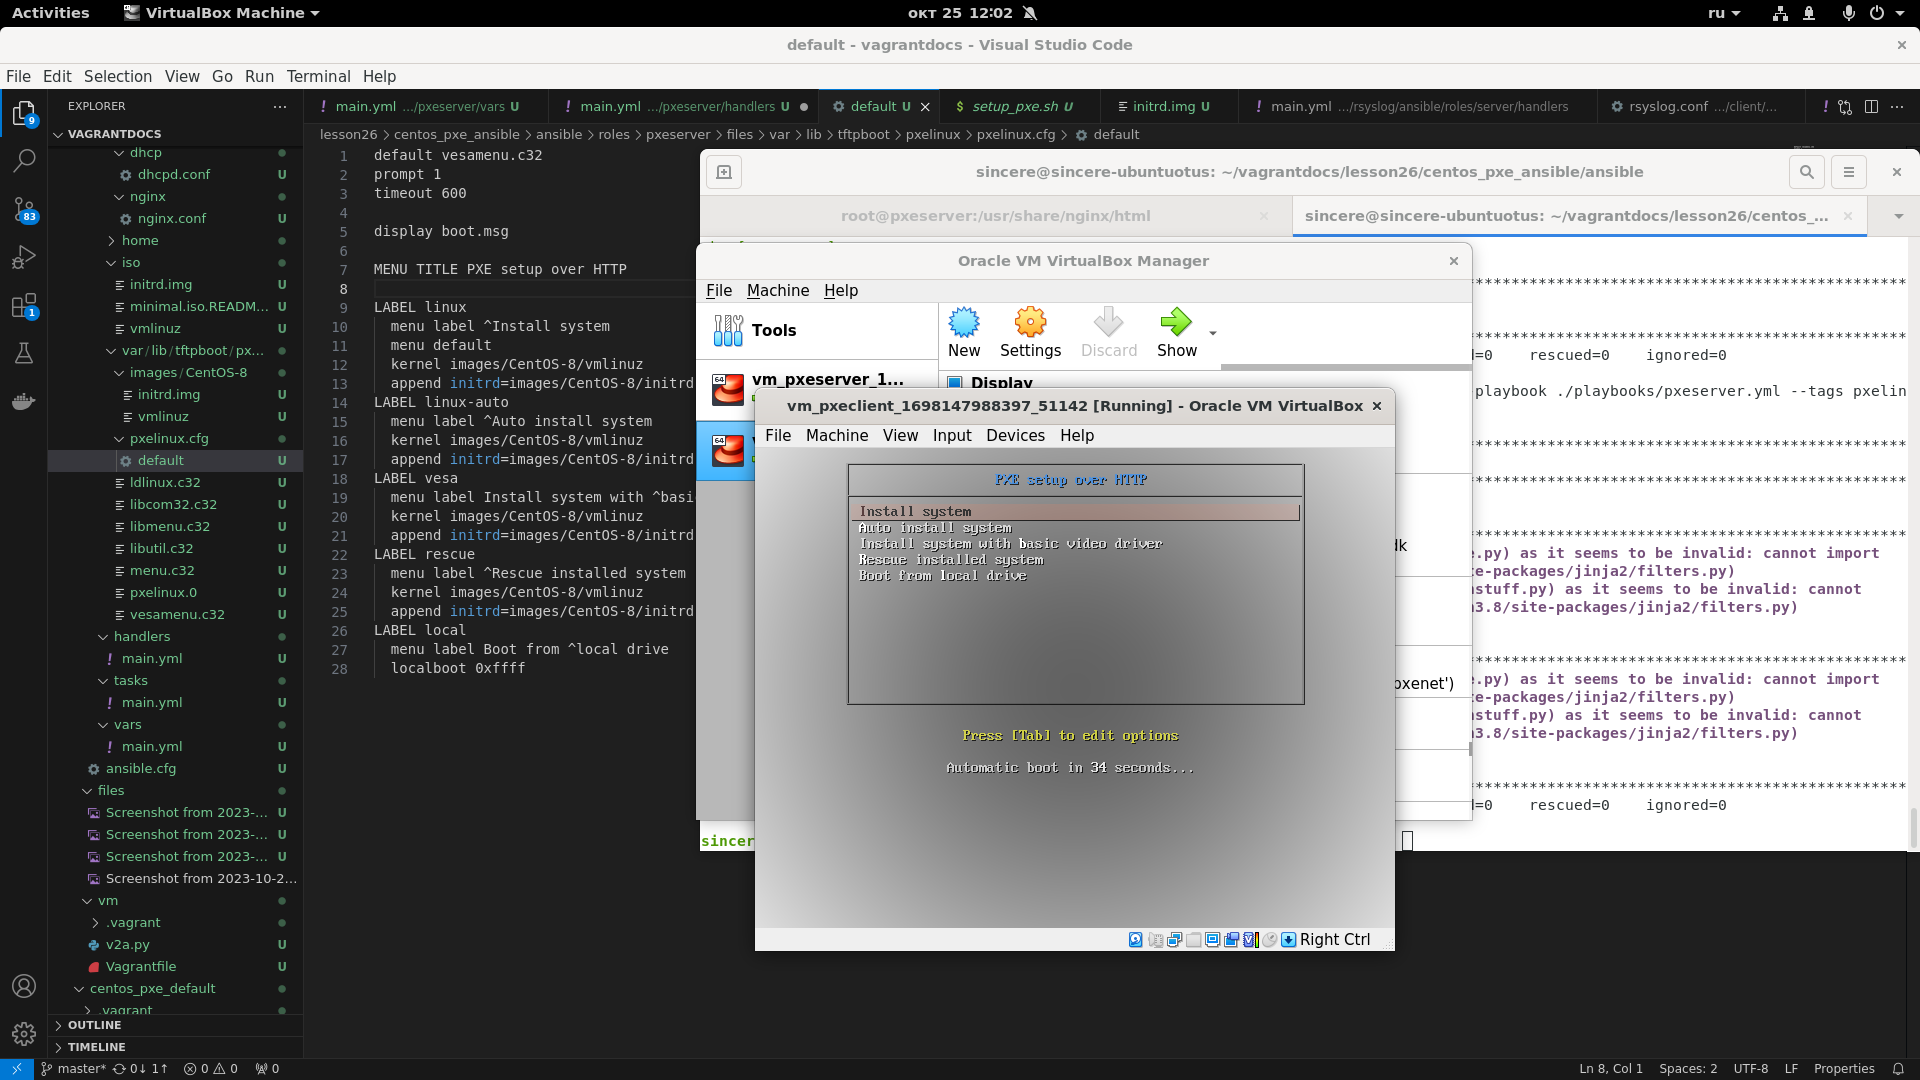 Activities
VirtualBox Machine
окт 25 12:02
ru
default - vagrantdocs - Visual Studio Code
File Edit Selection View Go Run Terminal Help
EXPLORER
main.yml .../pxeserver/vars U
main.yml .../pxeserver/handlers U
default U
setup_pxe.sh U
initrd.img U
main.yml .../rsyslog/ansible/roles/server/handlers
rsyslog.conf .../client/...
lesson26 > centos_pxe_ansible > ansible > roles > pxeserver > files > var > lib > tftpboot > pxelinux > pxelinux.cfg > default
VAGRANTDOCS
dhcp
dhcpd.conf U
nginx
nginx.conf U
home
iso
initrd.img U
minimal.iso.READM... U
vmlinuz U
var/lib/tftpboot/px...
images/CentOS-8
initrd.img U
vmlinuz U
pxelinux.cfg
default U
ldlinux.c32 U
libcom32.c32 U
libmenu.c32 U
libutil.c32 U
menu.c32 U
pxelinux.0 U
vesamenu.c32 U
handlers
main.yml U
tasks
main.yml U
vars
main.yml U
ansible.cfg U
files
Screenshot from 2023-... U
Screenshot from 2023-... U
Screenshot from 2023-... U
Screenshot from 2023-10-2...
vm
.vagrant
v2a.py U
Vagrantfile U
centos_pxe_default
.vagrant
OUTLINE
TIMELINE
9
83
1
1 default vesamenu.c32
2 prompt 1
3 timeout 600
4
5 display boot.msg
6
7 MENU TITLE PXE setup over HTTP
8
9 LABEL linux
10 menu label ^Install system
11 menu default
12 kernel images/CentOS-8/vmlinuz
13 append initrd=images/CentOS-8/initrd
14 LABEL linux-auto
15 menu label ^Auto install system
16 kernel images/CentOS-8/vmlinuz
17 append initrd=images/CentOS-8/initrd
18 LABEL vesa
19 menu label Install system with ^basi
20 kernel images/CentOS-8/vmlinuz
21 append initrd=images/CentOS-8/initrd
22 LABEL rescue
23 menu label ^Rescue installed system
24 kernel images/CentOS-8/vmlinuz
25 append initrd=images/CentOS-8/initrd
26 LABEL local
27 menu label Boot from ^local drive
28 localboot 0xffff
sincere@sincere-ubuntuotus: ~/vagrantdocs/lesson26/centos_pxe_ansible/ansible
root@pxeserver:/usr/share/nginx/html
sincere@sincere-ubuntuotus: ~/vagrantdocs/lesson26/centos_...
=0 rescued=0 ignored=0
playbook ./playbooks/pxeserver.yml --tags pxelin
.py) as it seems to be invalid: cannot import
e-packages/jinja2/filters.py)
stuff.py) as it seems to be invalid: cannot
3.8/site-packages/jinja2/filters.py)
.py) as it seems to be invalid: cannot import
e-packages/jinja2/filters.py)
stuff.py) as it seems to be invalid: cannot
3.8/site-packages/jinja2/filters.py)
=0 rescued=0 ignored=0
sincer
Oracle VM VirtualBox Manager
File Machine Help
Tools
New Settings Discard Show
64
vm_pxeserver_1...
64
Display
dk
pxenet')
vm_pxeclient_1698147988397_51142 [Running] - Oracle VM VirtualBox
File Machine View Input Devices Help
PXE setup over HTTP
Install system
Auto install system
Install system with basic video driver
Rescue installed system
Boot from local drive
Press [Tab] to edit options
Automatic boot in 34 seconds...
Right Ctrl
master* 0↓ 1↑ 0 0 0
Ln 8, Col 1 Spaces: 2 UTF-8 LF Properties